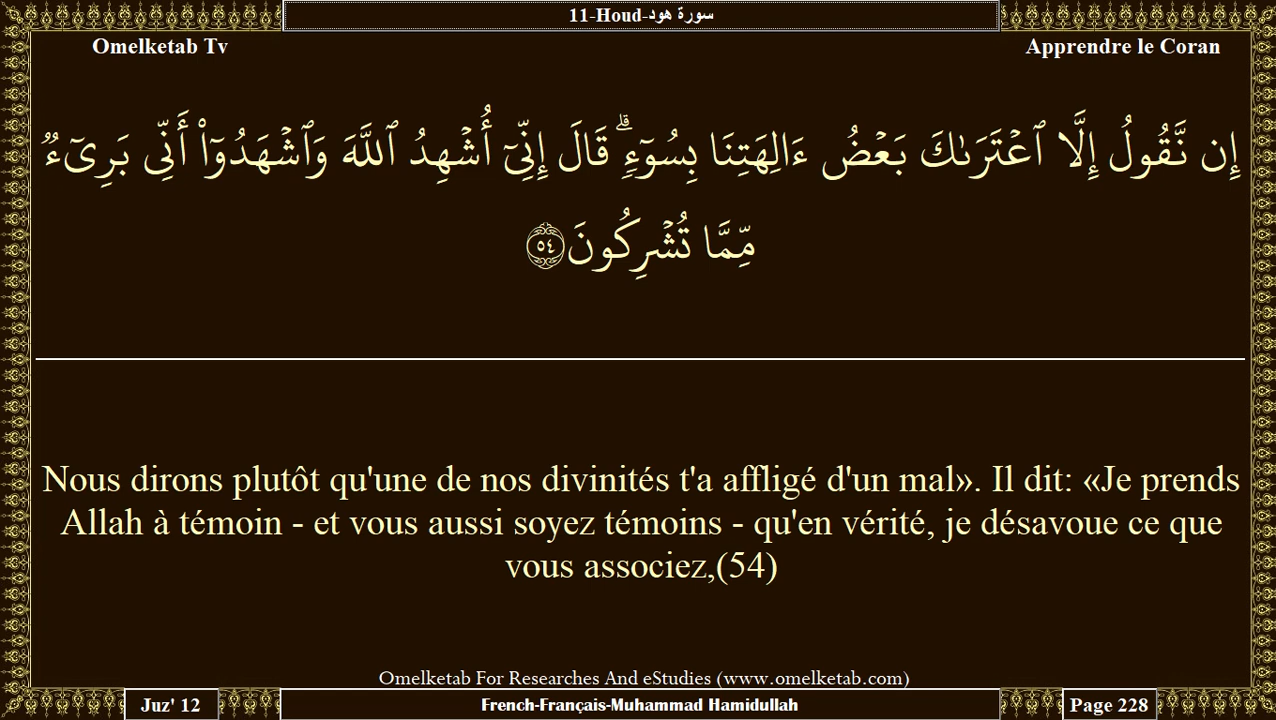 11-Houd-سورة هود
Omelketab Tv
Apprendre le Coran
إِن نَّقُولُ إِلَّا ٱعْتَرَىٰكَ بَعْضُ ءَالِهَتِنَا بِسُوٓءٍۢ ۗ قَالَ إِنِّىٓ أُشْهِدُ ٱللَّهَ وَٱشْهَدُوٓا۟ أَنِّى بَرِىٓءٌۭ
مِّمَّا تُشْرِكُونَ ٥٤
Nous dirons plutôt qu'une de nos divinités t'a affligé d'un mal». Il dit: «Je prends
Allah à témoin - et vous aussi soyez témoins - qu'en vérité, je désavoue ce que
vous associez,(54)
Omelketab For Researches And eStudies (www.omelketab.com)
Juz' 12
French-Français-Muhammad Hamidullah
Page 228